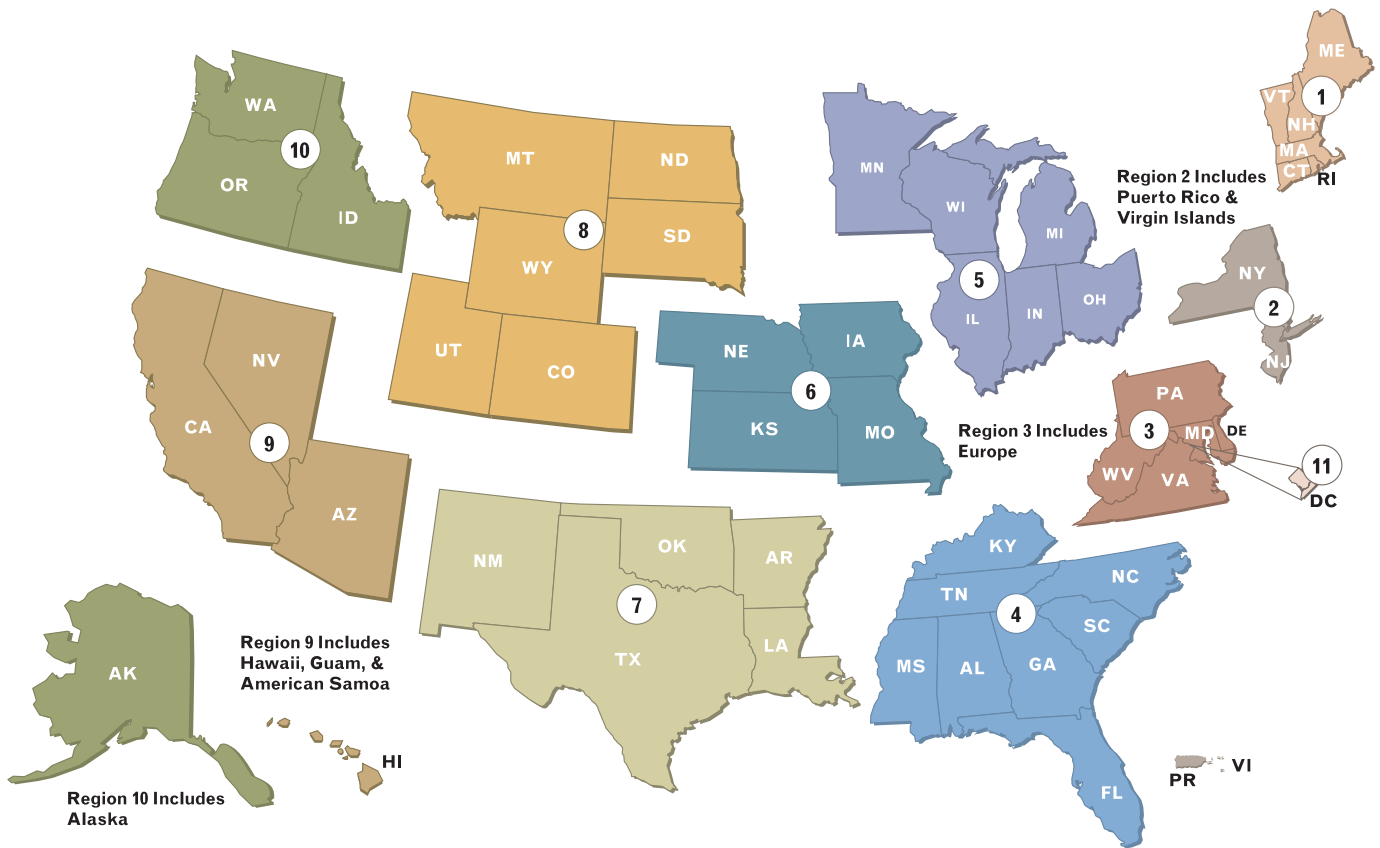 ME
VT
1
NH
MA
CT
RI
WA
10
OR
ID
MT
ND
8
SD
WY
UT
CO
MN
WI
MI
5
IL
IN
OH
Region 2 Includes
Puerto Rico &
Virgin Islands
NY
2
NJ
NV
CA
9
AZ
NE
IA
6
KS
MO
Region 3 Includes
Europe
PA
3
MD
DE
WV
VA
11
DC
NM
OK
AR
7
TX
LA
KY
NC
TN
4
SC
MS
AL
GA
FL
AK
Region 9 Includes
Hawaii, Guam, &
American Samoa
HI
Region 10 Includes
Alaska
PR
VI